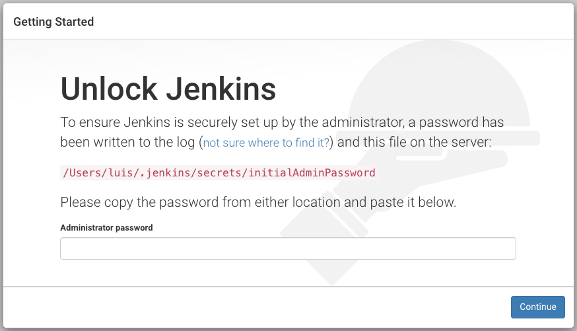 Getting Started
Unlock Jenkins
To ensure Jenkins is securely set up by the administrator, a password has
been written to the log (not sure where to find it?) and this file on the server:
/Users/luis/.jenkins/secrets/initialAdminPassword
Please copy the password from either location and paste it below.
Administrator password
Continue